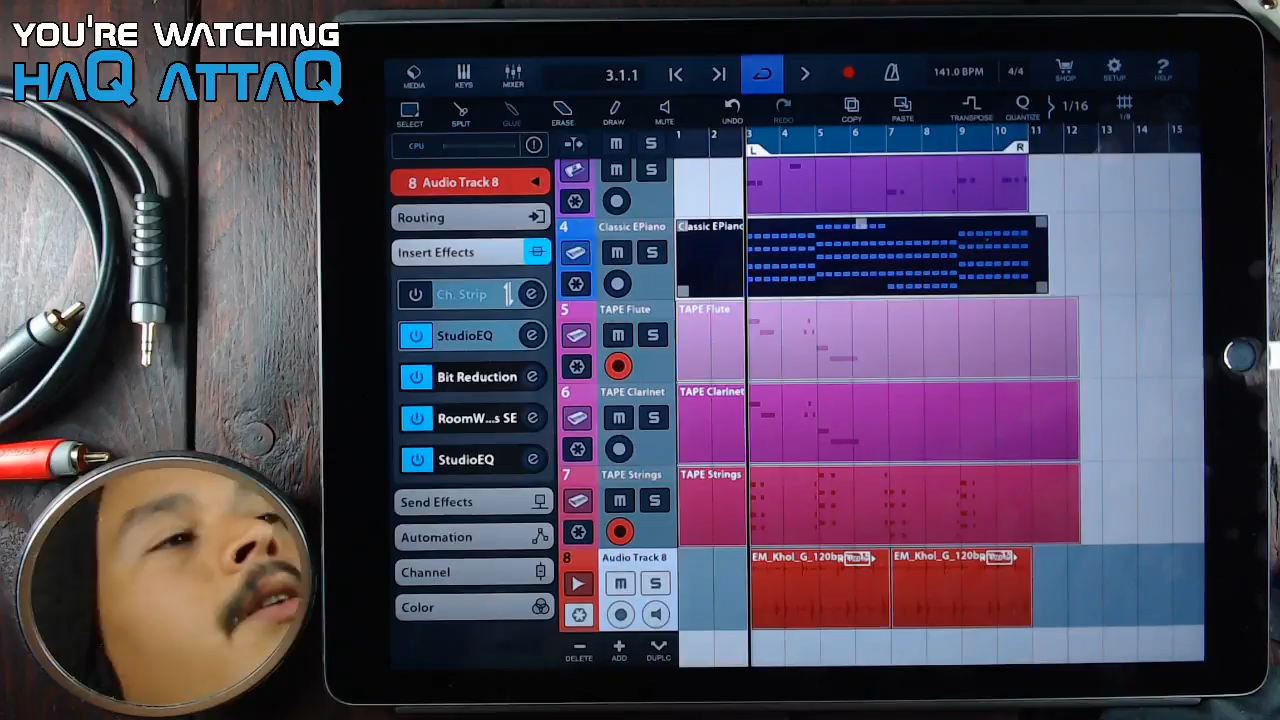 YOU'RE WATCHING
HAQ ATTAQ
MEDIA
KEYS
MIXER
3.1.1
141.0 BPM
4/4
SHOP
SETUP
HELP
SELECT
SPLIT
GLUE
ERASE
DRAW
MUTE
UNDO
REDO
COPY
PASTE
TRANSPOSE
QUANTIZE
1/16
1/8
CPU
M S
1 2 3 4 5 6 7 8 9 10 11 12 13 14 15
L R
8 Audio Track 8
M S
Routing
Insert Effects
Ch. Strip e
StudioEQ e
Bit Reduction e
RoomW...s SE e
StudioEQ e
Send Effects
Automation
Channel
Color
4 Classic EPiano
Classic EPiano
M S
5 TAPE Flute
TAPE Flute
M S
6 TAPE Clarinet
TAPE Clarinet
M S
7 TAPE Strings
TAPE Strings
M S
8 Audio Track 8
EM_Khol_G_120bp
EM_Khol_G_120bp
M S
DELETE
ADD
DUPLC